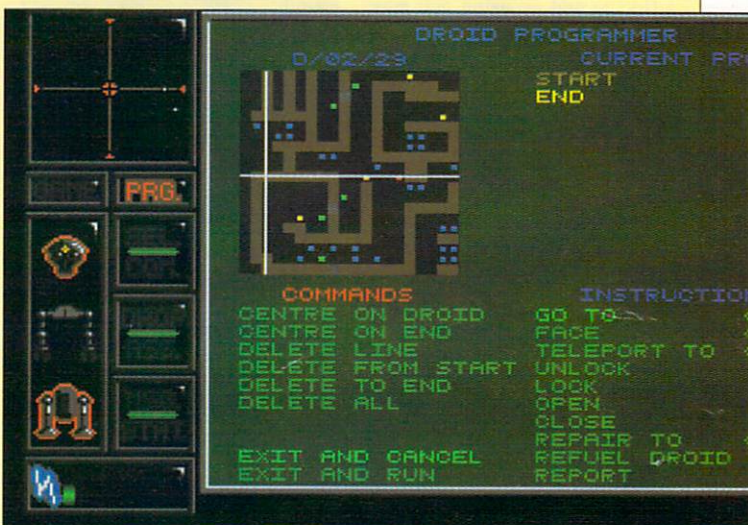 DROID PROGRAMMER
D/02/29
CURRENT PRO
START
END
PRG.
COMMANDS
CENTRE ON DROID
CENTRE ON END
DELETE LINE
DELETE FROM START
DELETE TO END
DELETE ALL
EXIT AND CANCEL
EXIT AND RUN
INSTRUCTION
GO TO
FACE
TELEPORT TO
UNLOCK
LOCK
OPEN
CLOSE
REPAIR TO
REFUEL DROID
REPORT